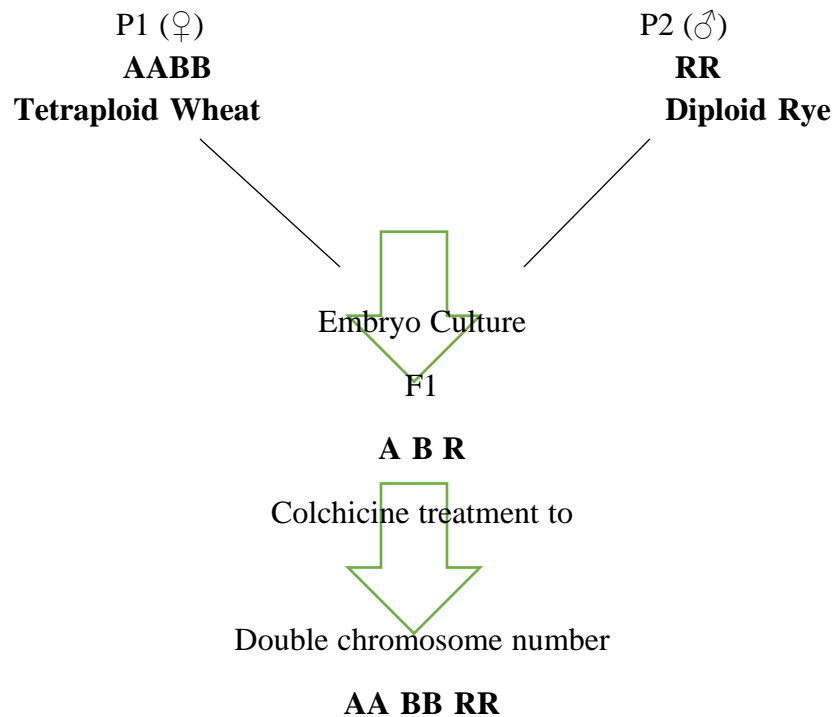 P1 (♀) P2 (♂)
AABB RR
Tetraploid Wheat Diploid Rye
Embryo Culture
F1
A B R
Colchicine treatment to
Double chromosome number
AA BB RR